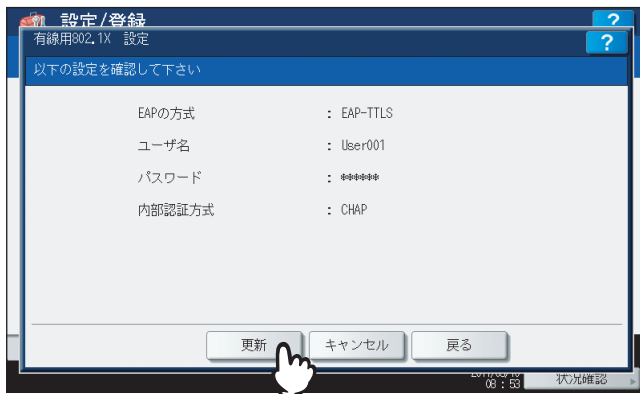 設定/登録
?
有線用802.1X 設定
?
以下の設定を確認して下さい
EAPの方式 : EAP-TTLS
ユーザ名 : User001
パスワード : ******
内部認証方式 : CHAP
更新 キャンセル 戻る
08 : 53 状況確認